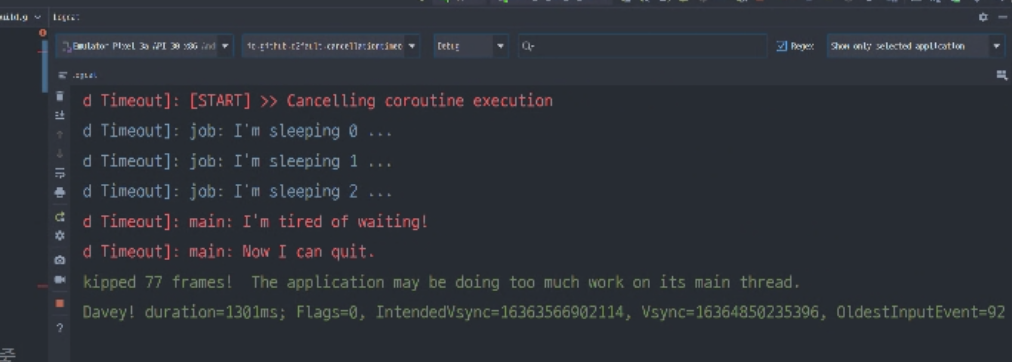 uild.g
logcat
Emulator Pixel 3a API 30 x86 And
Debug
Q-
Regex
Show only selected application
logcat
d Timeout]: [START] >> Cancelling coroutine execution
d Timeout]: job: I'm sleeping 0 ...
d Timeout]: job: I'm sleeping 1 ...
d Timeout]: job: I'm sleeping 2 ...
d Timeout]: main: I'm tired of waiting!
d Timeout]: main: Now I can quit.
kipped 77 frames!  The application may be doing too much work on its main thread.
Davey! duration=1301ms; Flags=0, IntendedVsync=16363566902114, Vsync=16364850235396, OldestInputEvent=92
중